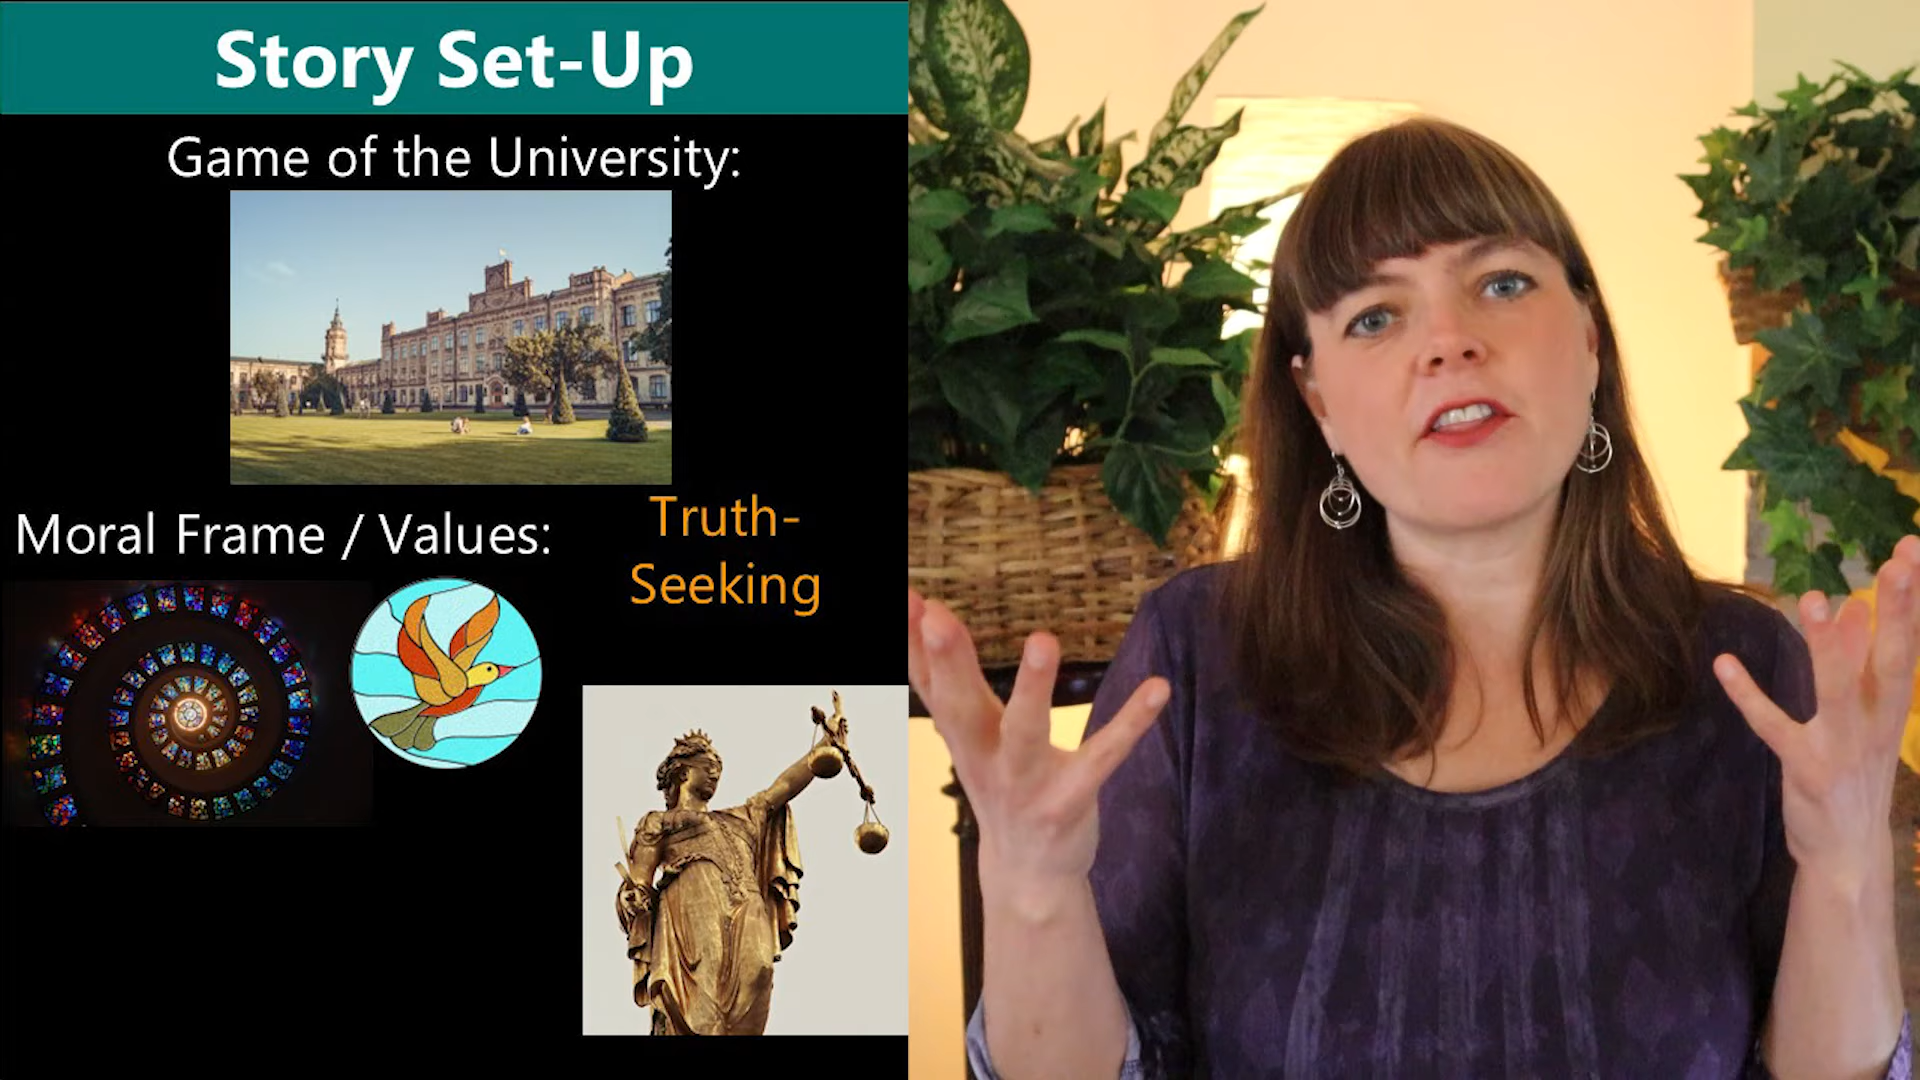 Story Set-Up
Game of the University:
Moral Frame / Values:
Truth-
Seeking